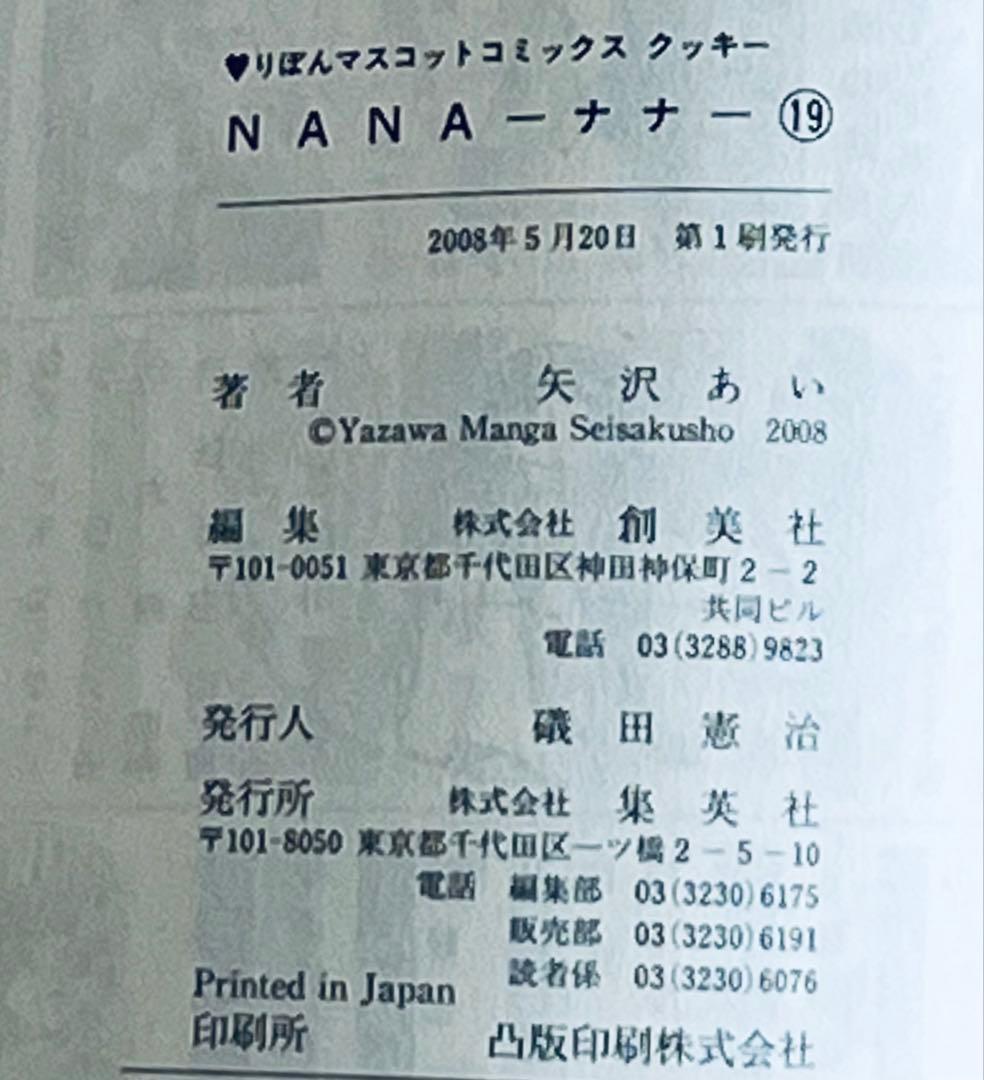 ♥りぼんマスコットコミックス クッキー
NANA－ナナ－⑲
2008年5月20日 第1刷発行
著者 矢沢あい
©Yazawa Manga Seisakusho 2008
編集 株式会社 創美社
〒101-0051 東京都千代田区神田神保町2－2
共同ビル
電話 03(3288)9823
発行人 礒田憲治
発行所 株式会社 集英社
〒101-8050 東京都千代田区一ツ橋2－5－10
電話 編集部 03(3230)6175
販売部 03(3230)6191
読者係 03(3230)6076
Printed in Japan
印刷所 凸版印刷株式会社